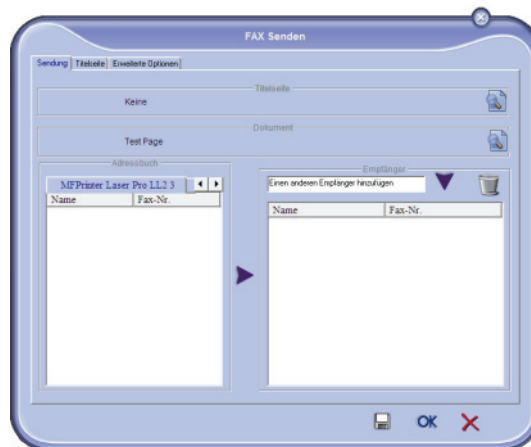 FAX Senden
Sendung Titelseite Erweiterte Optionen
Titelseite
Keine
Dokument
Test Page
Adressbuch
MFPrinter Laser Pro LL2 3
Name Fax-Nr.
Empfänger
Einen anderen Emplänger hinzufügen
Name Fax-Nr.
OK